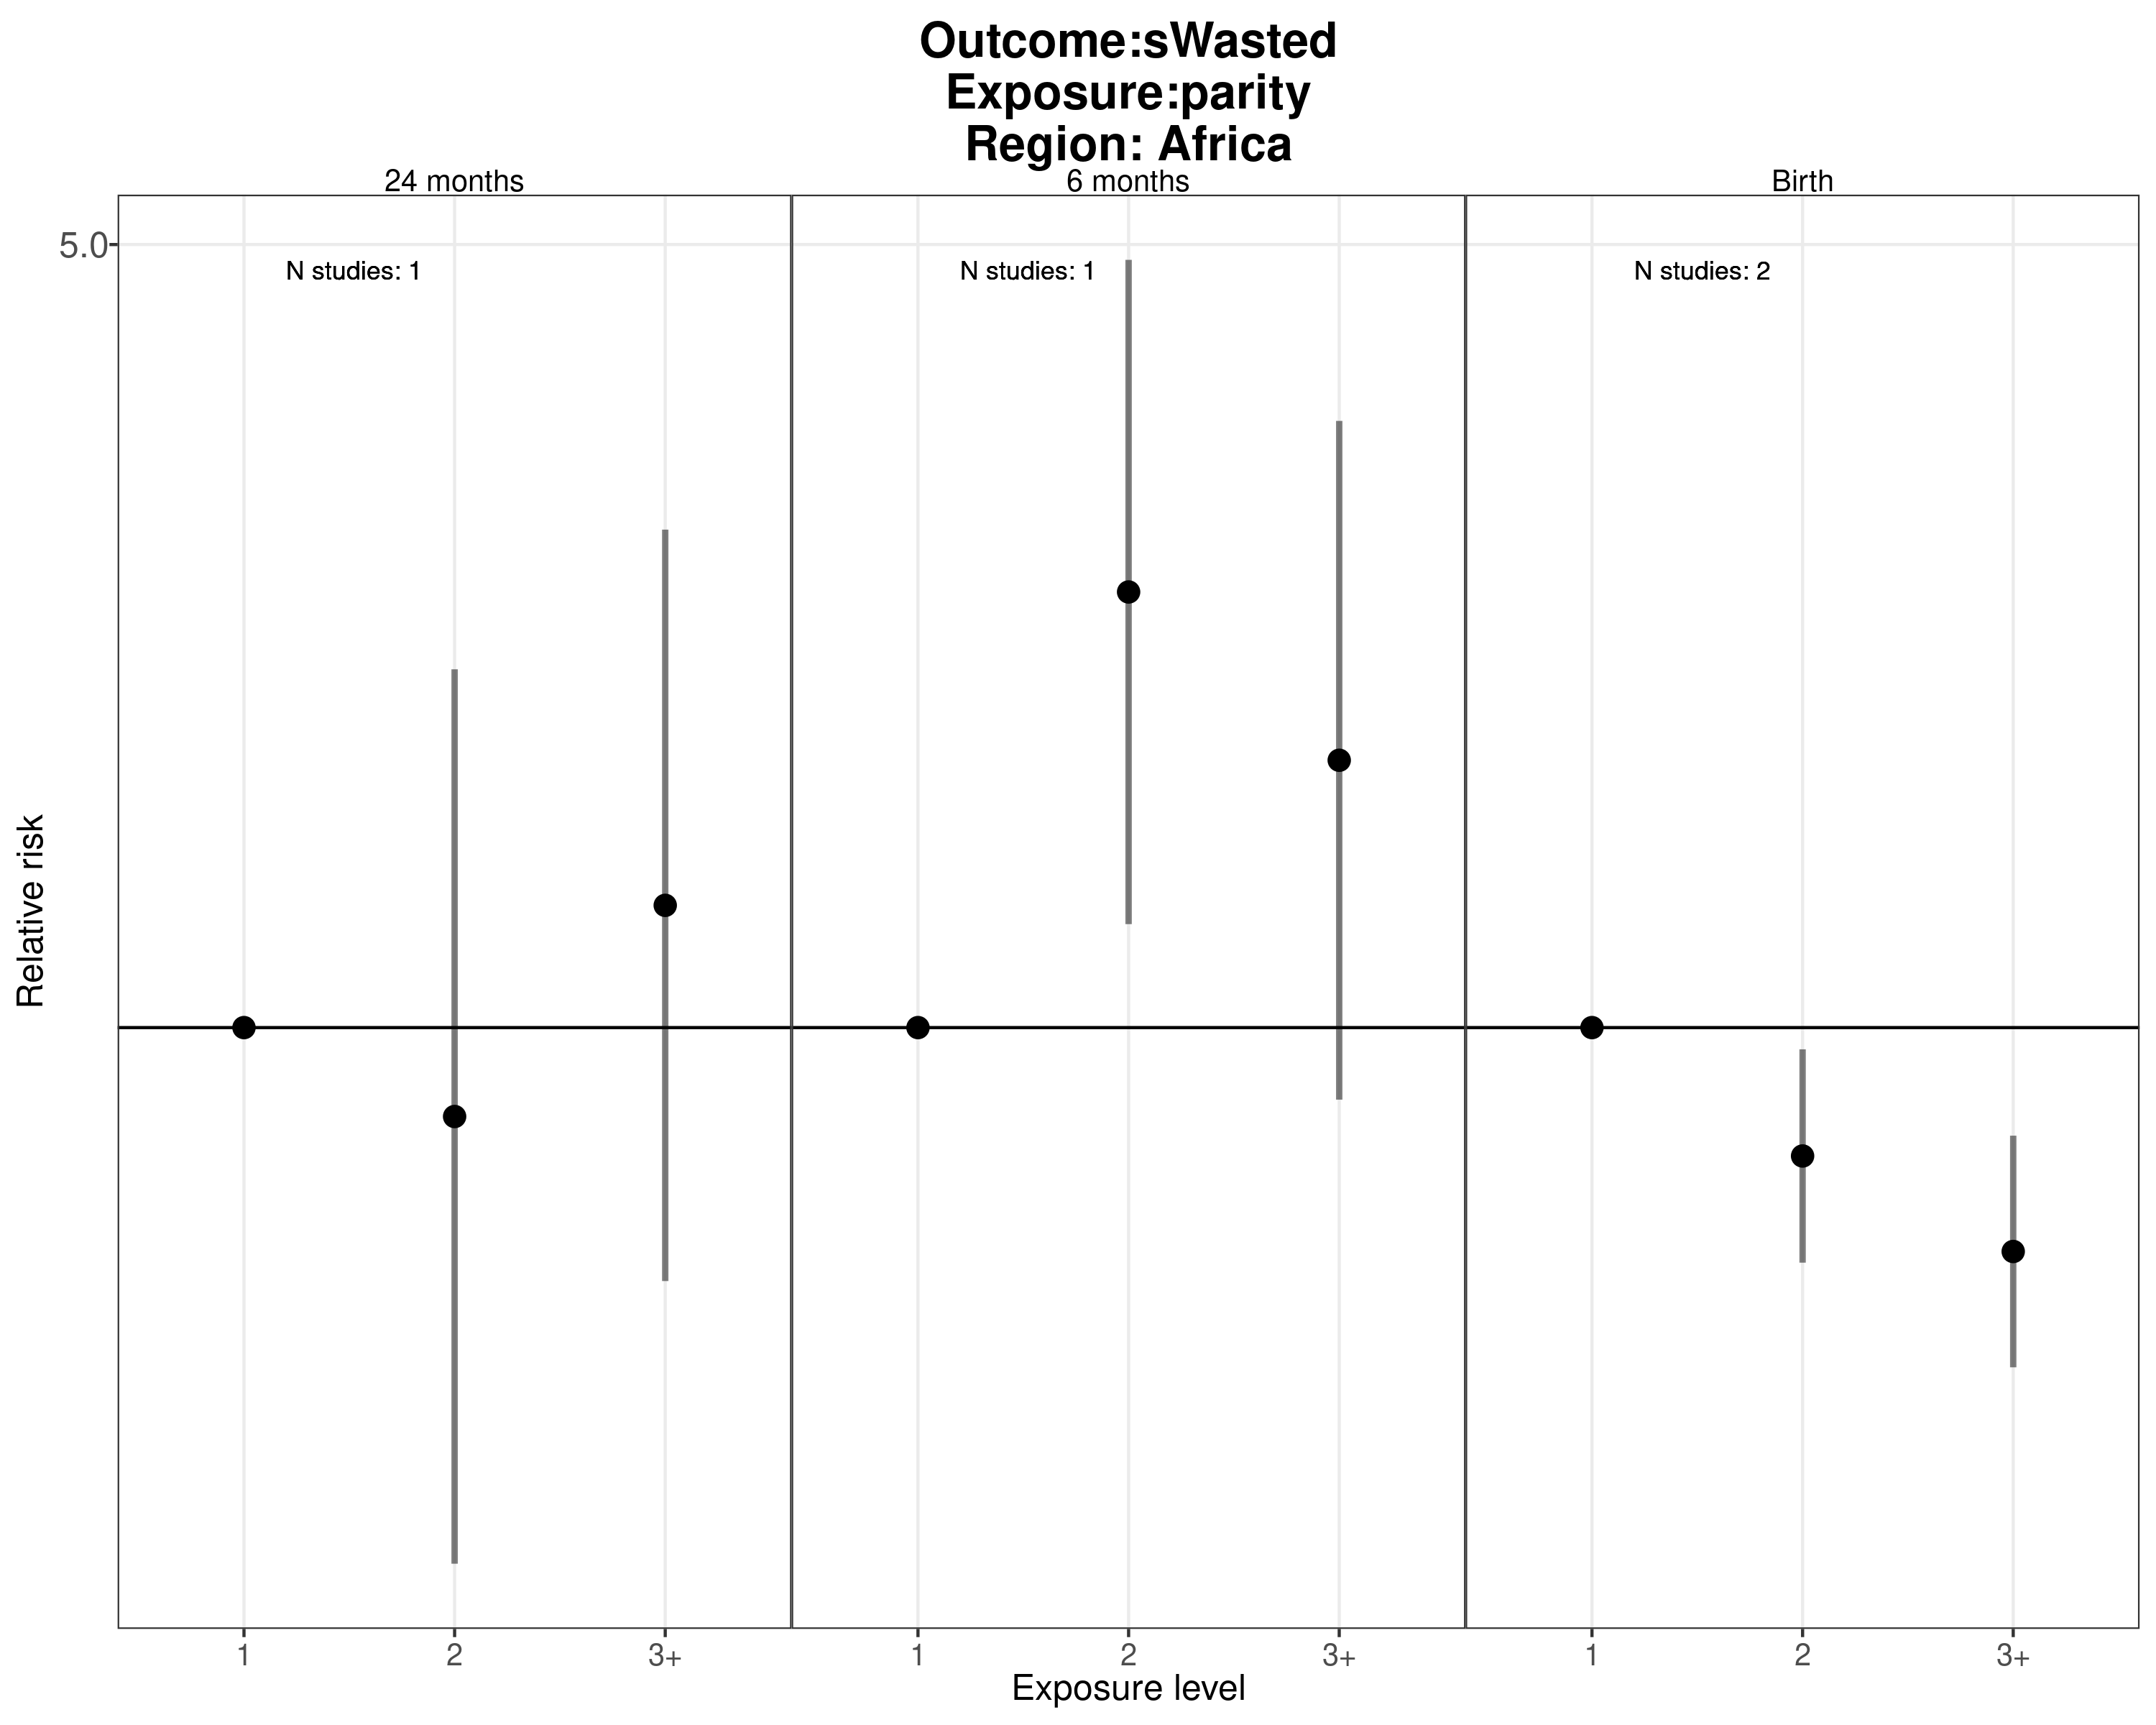 Outcome:sWasted
Exposure:parity
Region: Africa
24 months
6 months
Birth
5.0
N studies: 1
N studies: 1
N studies: 2
Relative risk
1
2
3+
1
2
3+
1
2
3+
Exposure level